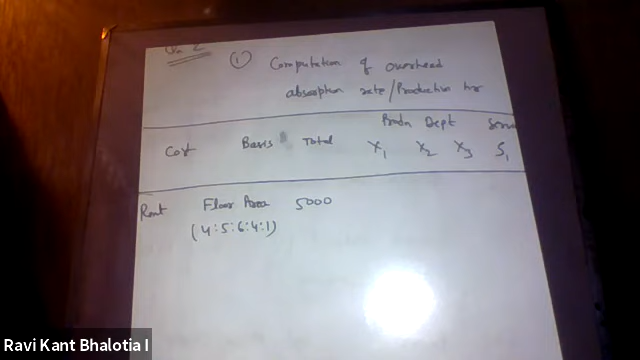 Qn 2
① Computation of overhead
absorption rate/Production hr
Prodn Dept
Cost Basis Total X1 X2 X3 S1
Rent Floor Area 5000
(4:5:6:4:1)
Ravi Kant Bhalotia I